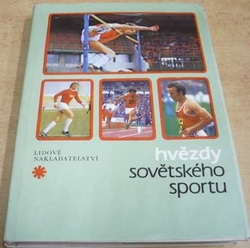 LIDOVÉ
NAKLADATELSTVÍ
hvězdy
sovětského
sportu